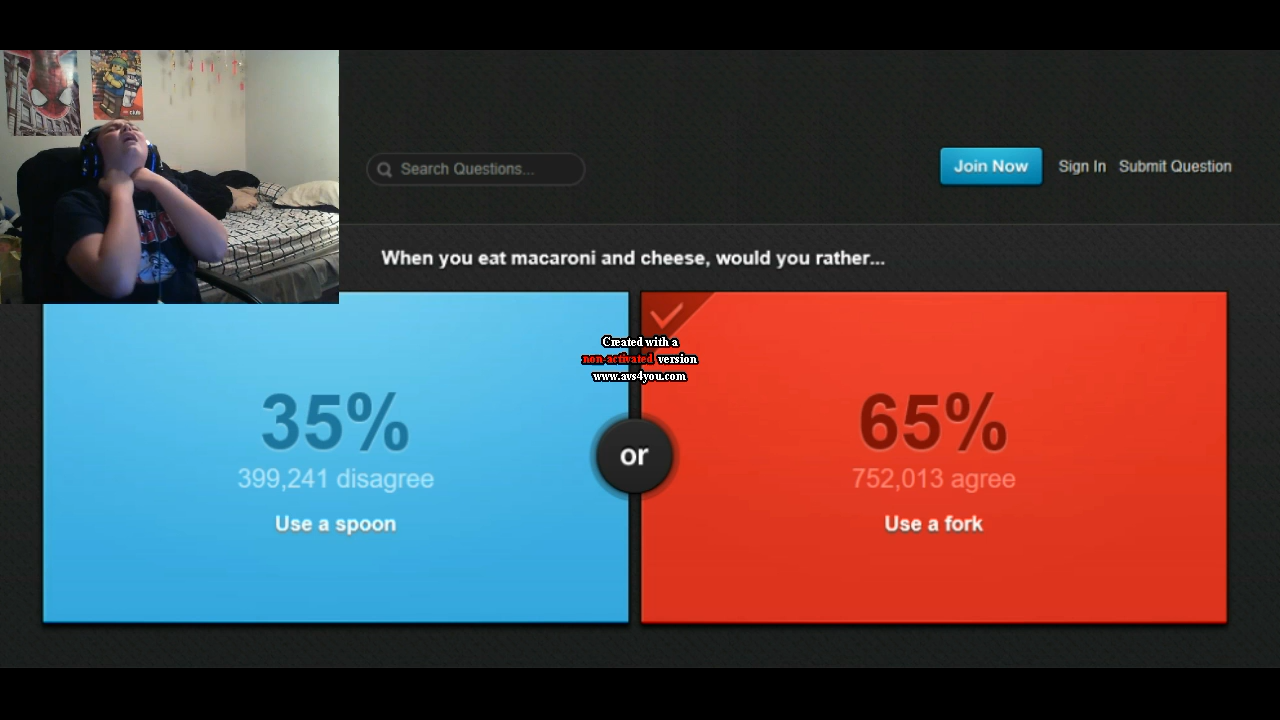 Search Questions...
Join Now
Sign In
Submit Question
When you eat macaroni and cheese, would you rather...
Created with a
non-activated version
www.avs4you.com
35%
399,241 disagree
Use a spoon
or
65%
752,013 agree
Use a fork